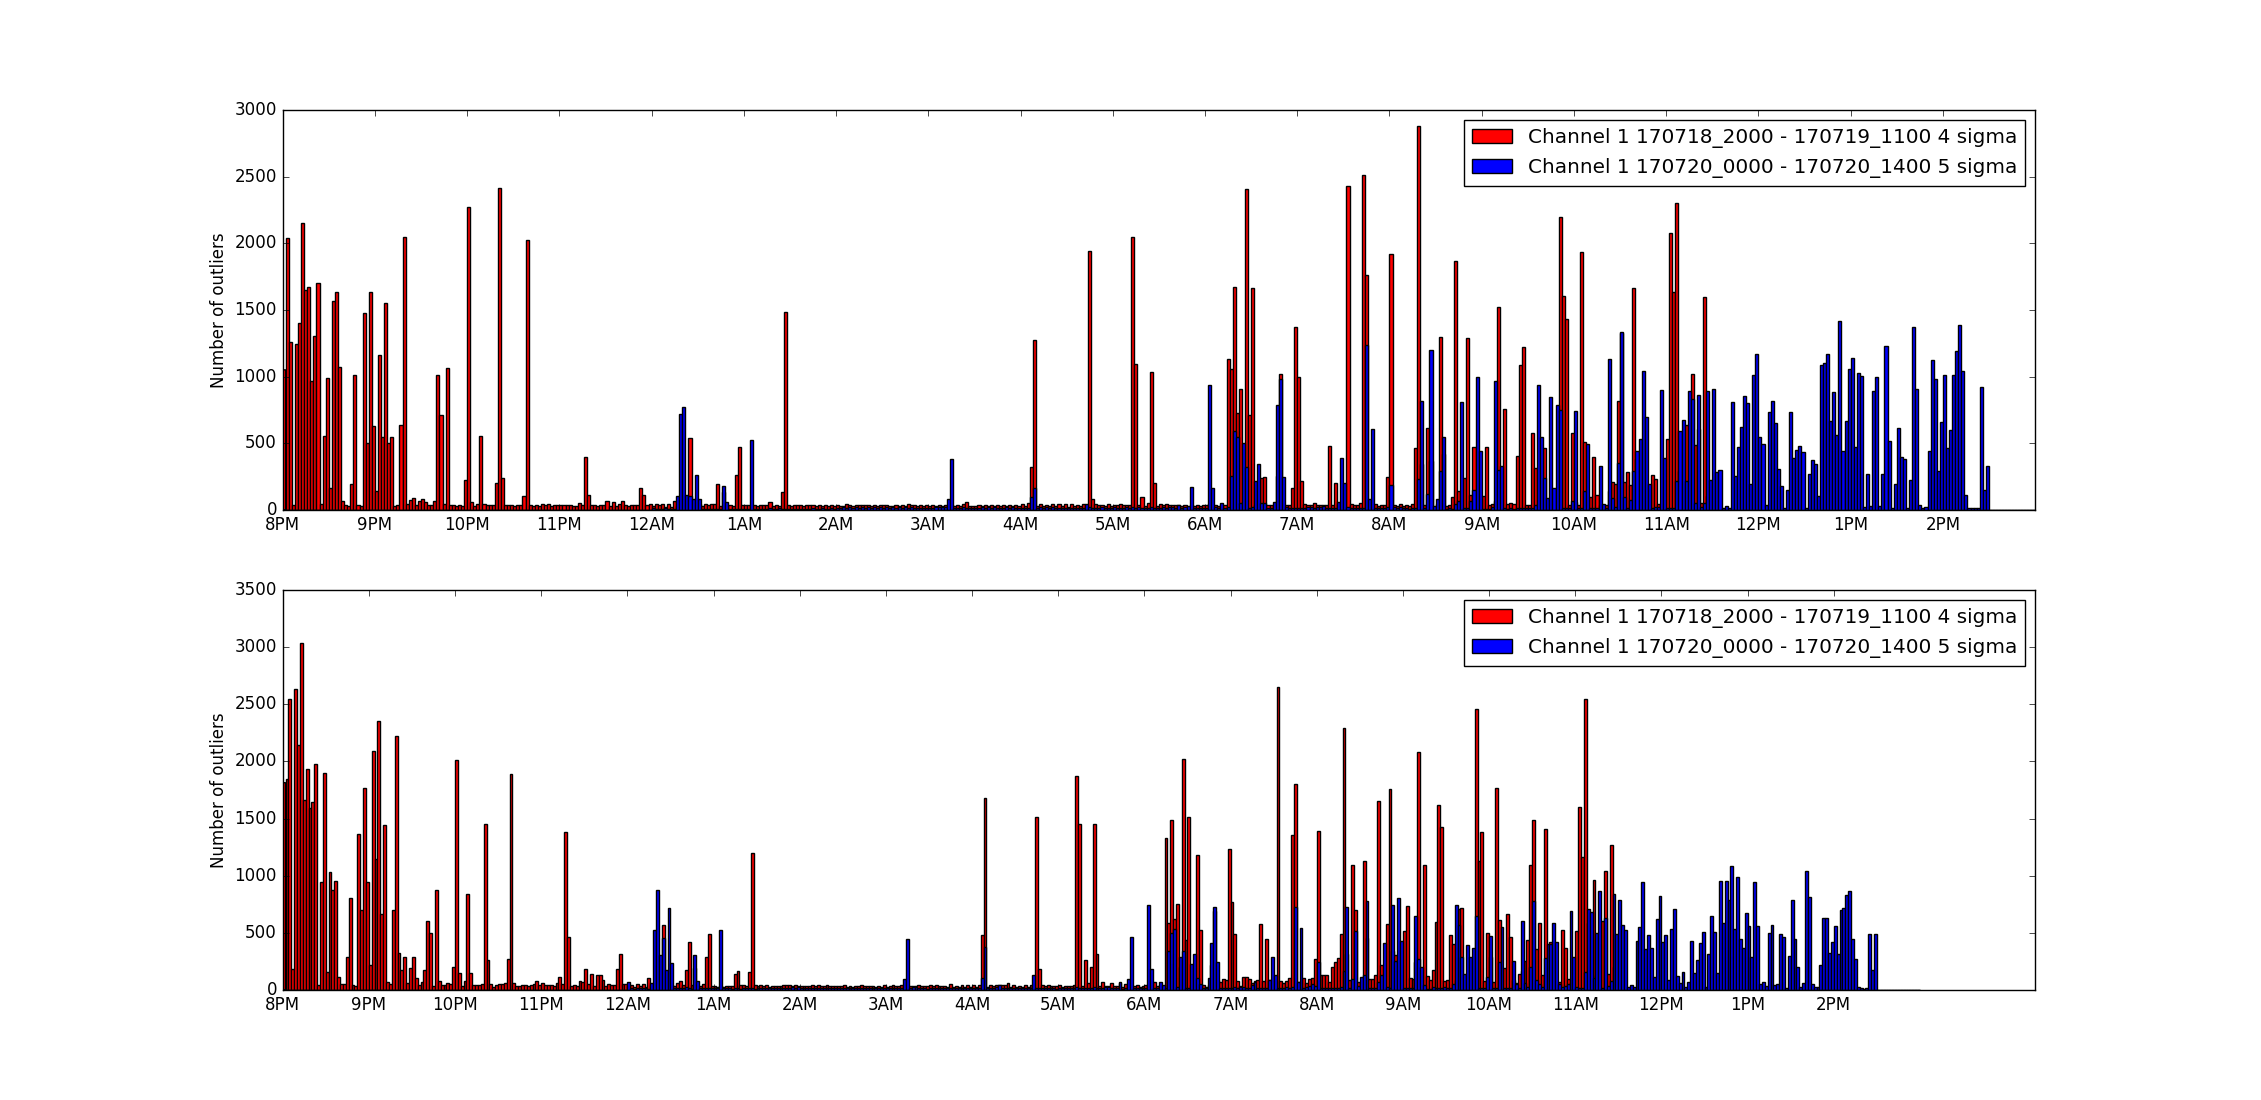 3000
2500
2000
1500
1000
500
0
Number of outliers
Channel 1 170718_2000 - 170719_1100 4 sigma
Channel 1 170720_0000 - 170720_1400 5 sigma
8PM 9PM 10PM 11PM 12AM 1AM 2AM 3AM 4AM 5AM 6AM 7AM 8AM 9AM 10AM 11AM 12PM 1PM 2PM
3500
3000
2500
2000
1500
1000
500
0
Number of outliers
Channel 1 170718_2000 - 170719_1100 4 sigma
Channel 1 170720_0000 - 170720_1400 5 sigma
8PM 9PM 10PM 11PM 12AM 1AM 2AM 3AM 4AM 5AM 6AM 7AM 8AM 9AM 10AM 11AM 12PM 1PM 2PM